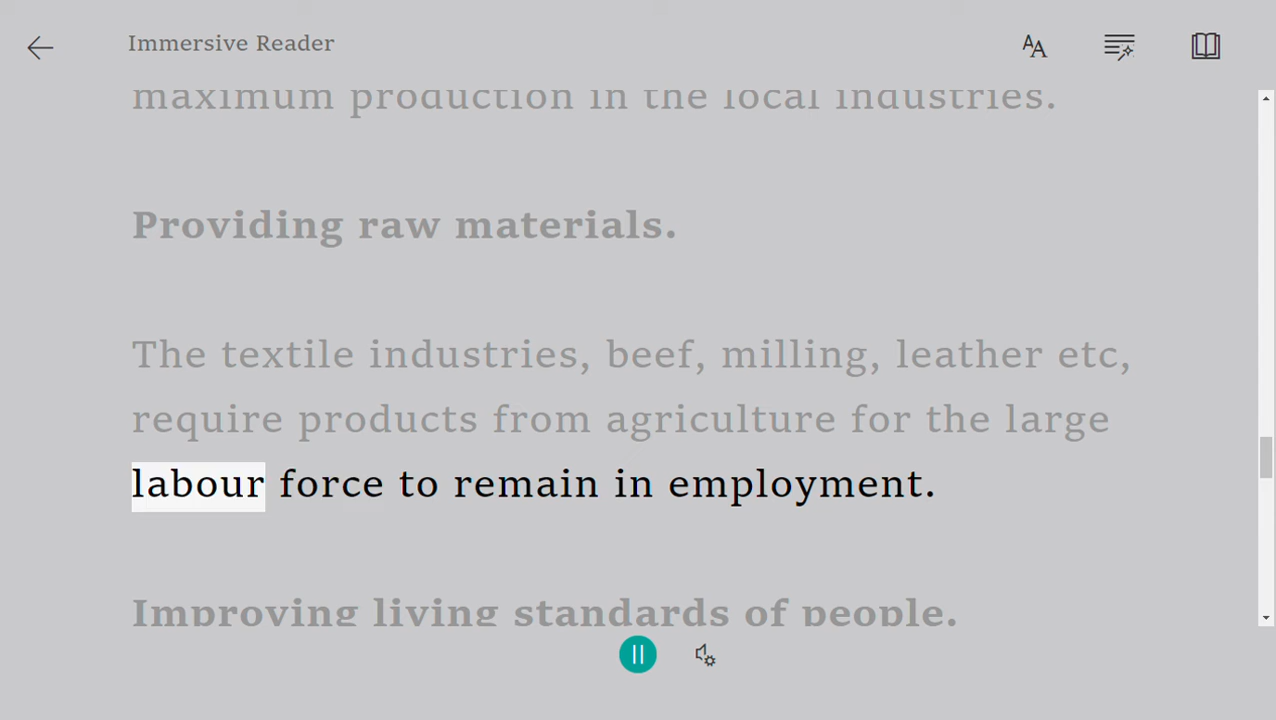 Immersive Reader
maximum production in the local industries.
Providing raw materials.
The textile industries, beef, milling, leather etc,
require products from agriculture for the large
labour force to remain in employment.
Improving living standards of people.